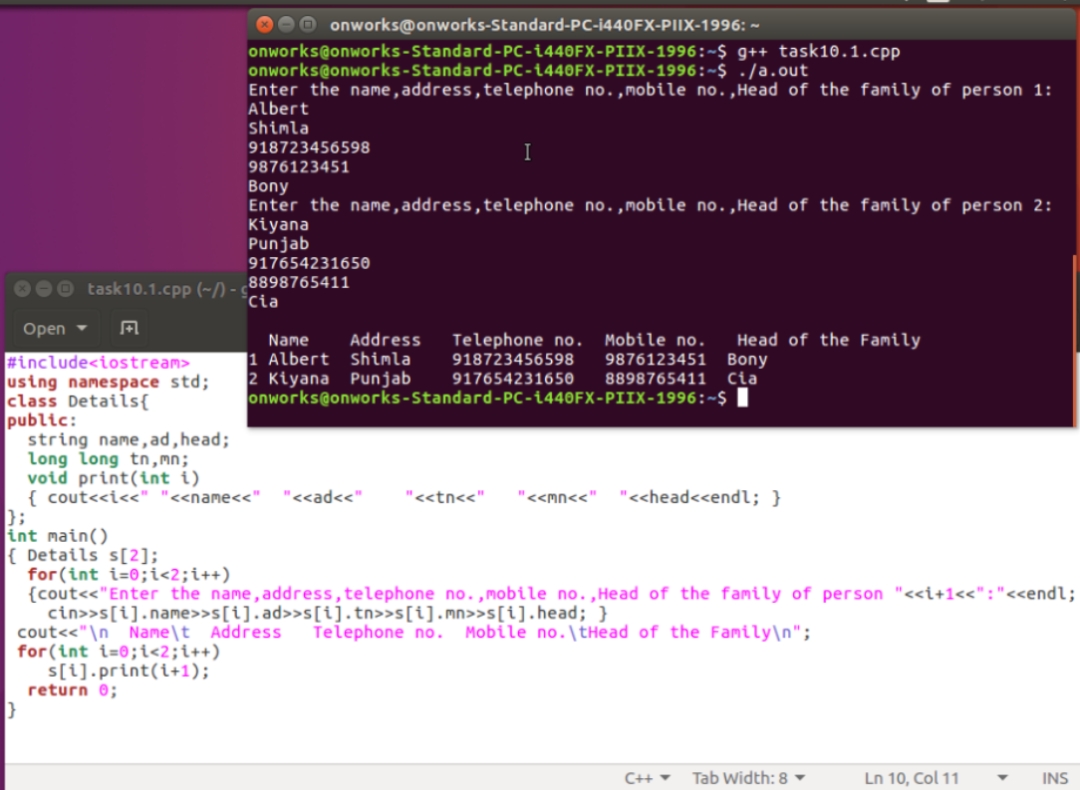 onworks@onworks-Standard-PC-i440FX-PIIX-1996: ~
onworks@onworks-Standard-PC-i440FX-PIIX-1996:~$ g++ task10.1.cpp
onworks@onworks-Standard-PC-i440FX-PIIX-1996:~$ ./a.out
Enter the name,address,telephone no.,mobile no.,Head of the family of person 1:
Albert
Shimla
918723456598
9876123451
Bony
Enter the name,address,telephone no.,mobile no.,Head of the family of person 2:
Kiyana
Punjab
917654231650
8898765411
Cia
  Name    Address   Telephone no.  Mobile no.   Head of the Family
1 Albert  Shimla    918723456598   9876123451  Bony
2 Kiyana  Punjab    917654231650   8898765411  Cia
onworks@onworks-Standard-PC-i440FX-PIIX-1996:~$
task10.1.cpp (~/) - g
Open
#include<iostream>
using namespace std;
class Details{
public:
  string name,ad,head;
  long long tn,mn;
  void print(int i)
  { cout<<i<<" "<<name<<"  "<<ad<<"    "<<tn<<"   "<<mn<<"  "<<head<<endl; }
};
int main()
{ Details s[2];
  for(int i=0;i<2;i++)
  {cout<<"Enter the name,address,telephone no.,mobile no.,Head of the family of person "<<i+1<<":"<<endl;
    cin>>s[i].name>>s[i].ad>>s[i].tn>>s[i].mn>>s[i].head; }
 cout<<"\n  Name\t  Address   Telephone no.  Mobile no.\tHead of the Family\n";
 for(int i=0;i<2;i++)
    s[i].print(i+1);
  return 0;
}
C++ Tab Width: 8 Ln 10, Col 11 INS